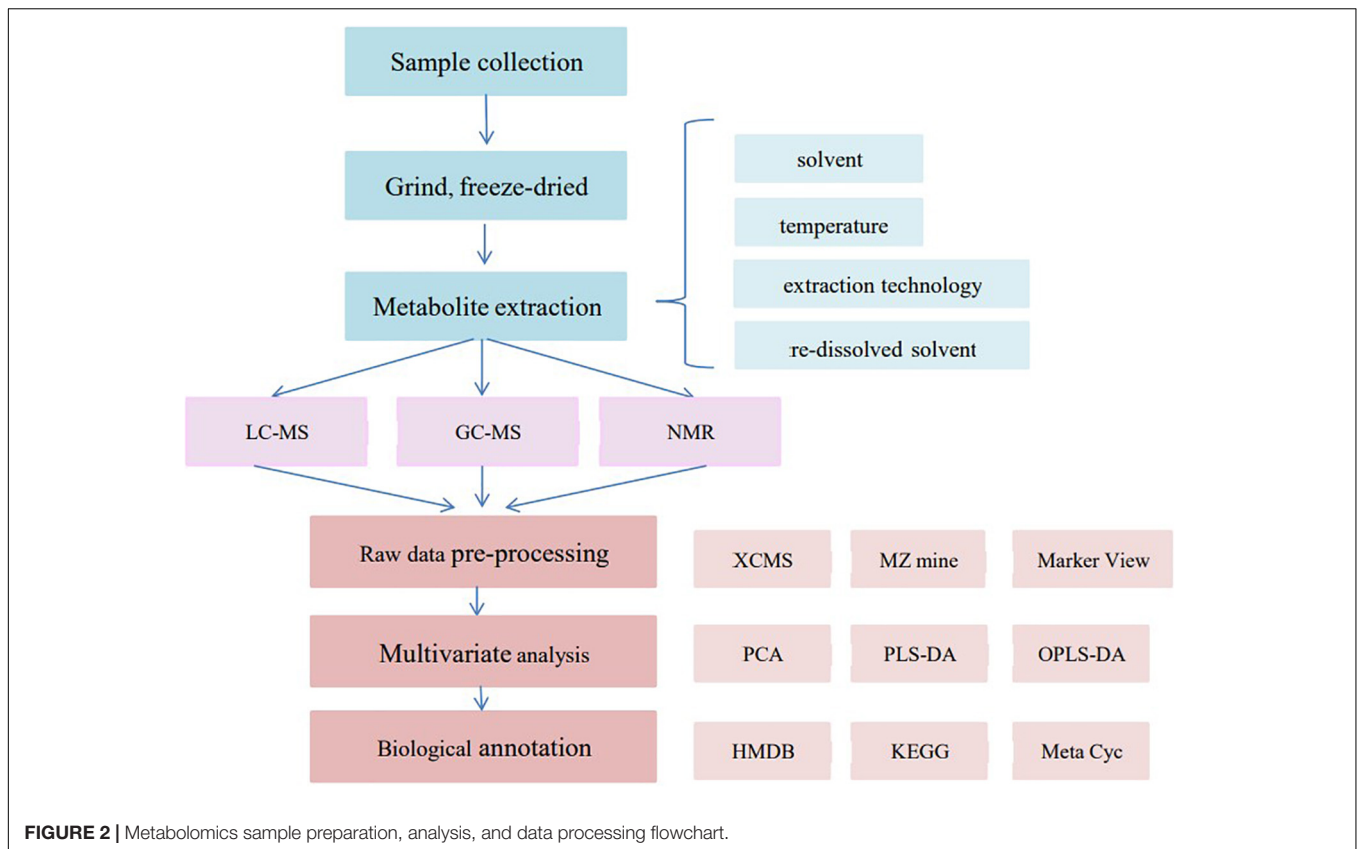 Sample collection
Grind, freeze-dried
Metabolite extraction
solvent
temperature
extraction technology
re-dissolved solvent
LC-MS
GC-MS
NMR
Raw data pre-processing
XCMS
MZ mine
Marker View
Multivariate analysis
PCA
PLS-DA
OPLS-DA
Biological annotation
HMDB
KEGG
Meta Cyc
FIGURE 2 | Metabolomics sample preparation, analysis, and data processing flowchart.